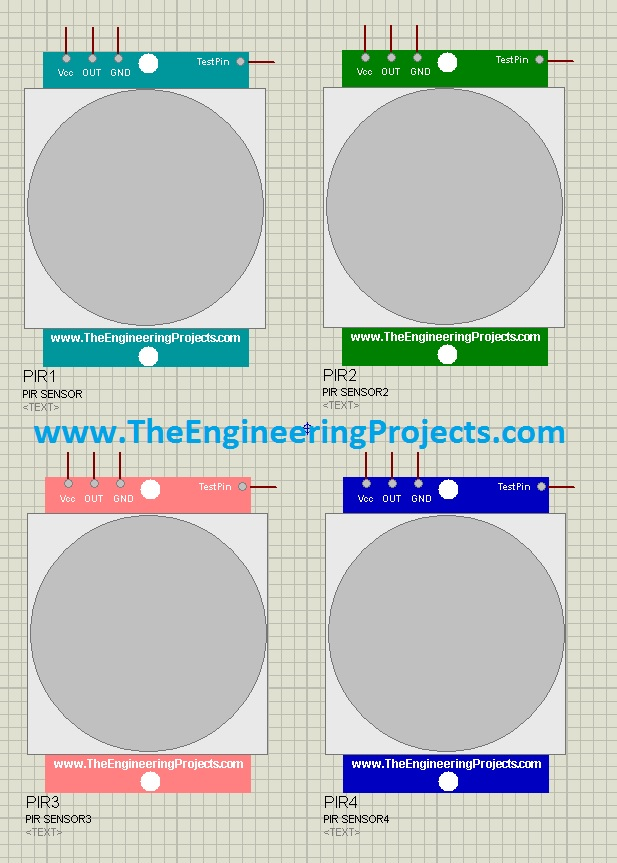 Vcc OUT GND TestPin
www.TheEngineeringProjects.com
PIR1
PIR SENSOR
<TEXT>
Vcc OUT GND TestPin
www.TheEngineeringProjects.com
PIR2
PIR SENSOR2
<TEXT>
www.TheEngineeringProjects.com
Vcc OUT GND TestPin
www.TheEngineeringProjects.com
PIR3
PIR SENSOR3
<TEXT>
Vcc OUT GND TestPin
www.TheEngineeringProjects.com
PIR4
PIR SENSOR4
<TEXT>